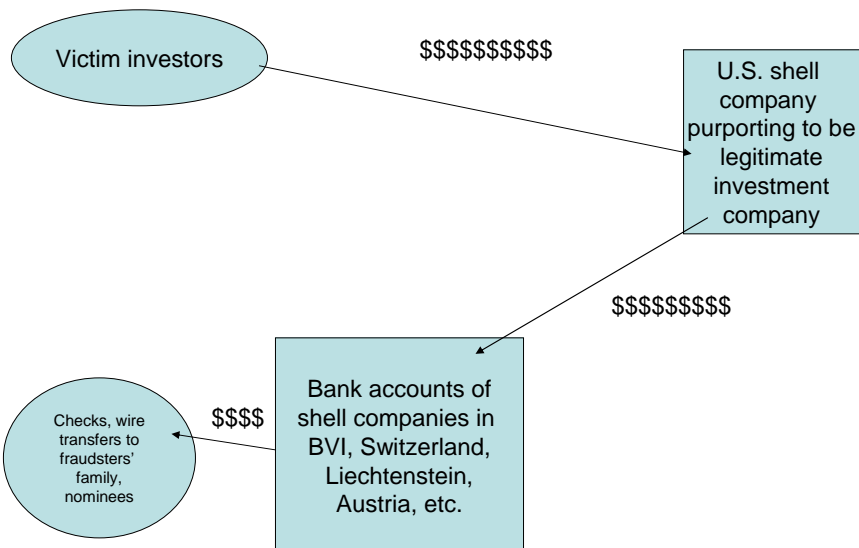 Victim investors
$$$$$$$$$$
U.S. shell
company
purporting to be
legitimate
investment
company
$$$$$$$$$
Bank accounts of
shell companies in
BVI, Switzerland,
Liechtenstein,
Austria, etc.
$$$$
Checks, wire
transfers to
fraudsters’
family,
nominees